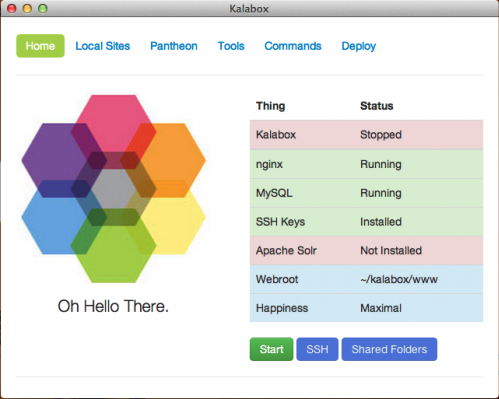 Kalabox
Home Local Sites Pantheon Tools Commands Deploy
Thing Status
Kalabox Stopped
nginx Running
MySQL Running
SSH Keys Installed
Apache Solr Not Installed
Webroot ~/kalabox/www
Happiness Maximal
Oh Hello There.
Start SSH Shared Folders